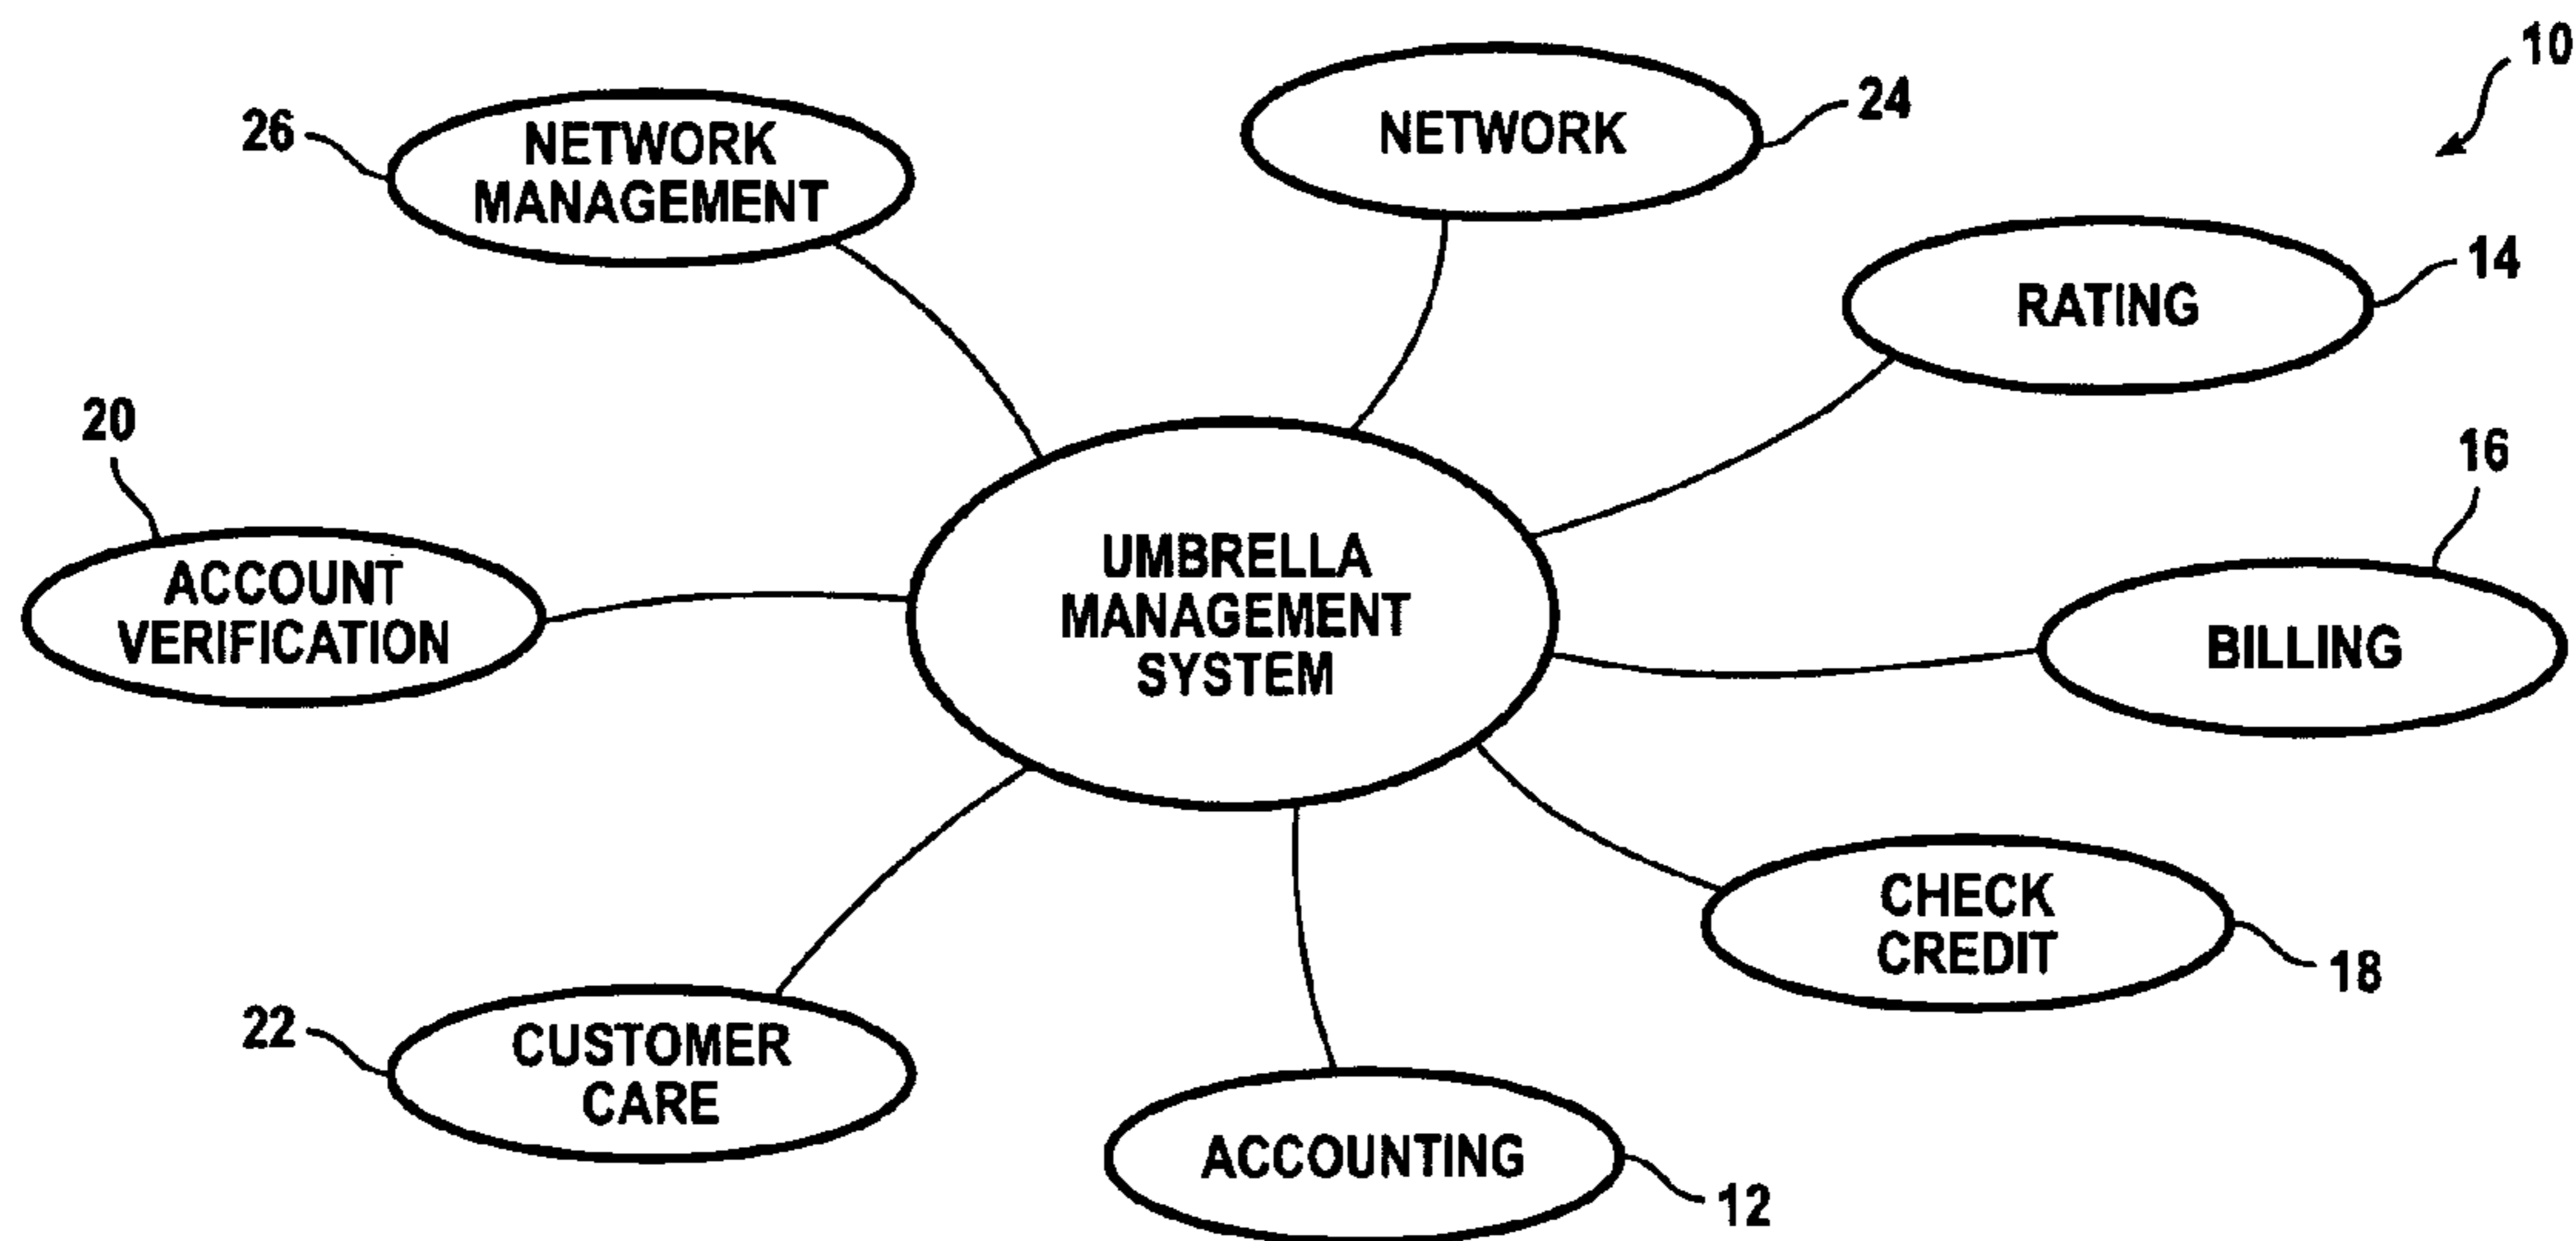 10
NETWORK
24
26
NETWORK
MANAGEMENT
RATING
14
20
16
ACCOUNT
VERIFICATION
UMBRELLA
MANAGEMENT
SYSTEM
BILLING
CHECK
CREDIT
18
22
CUSTOMER
CARE
ACCOUNTING
12